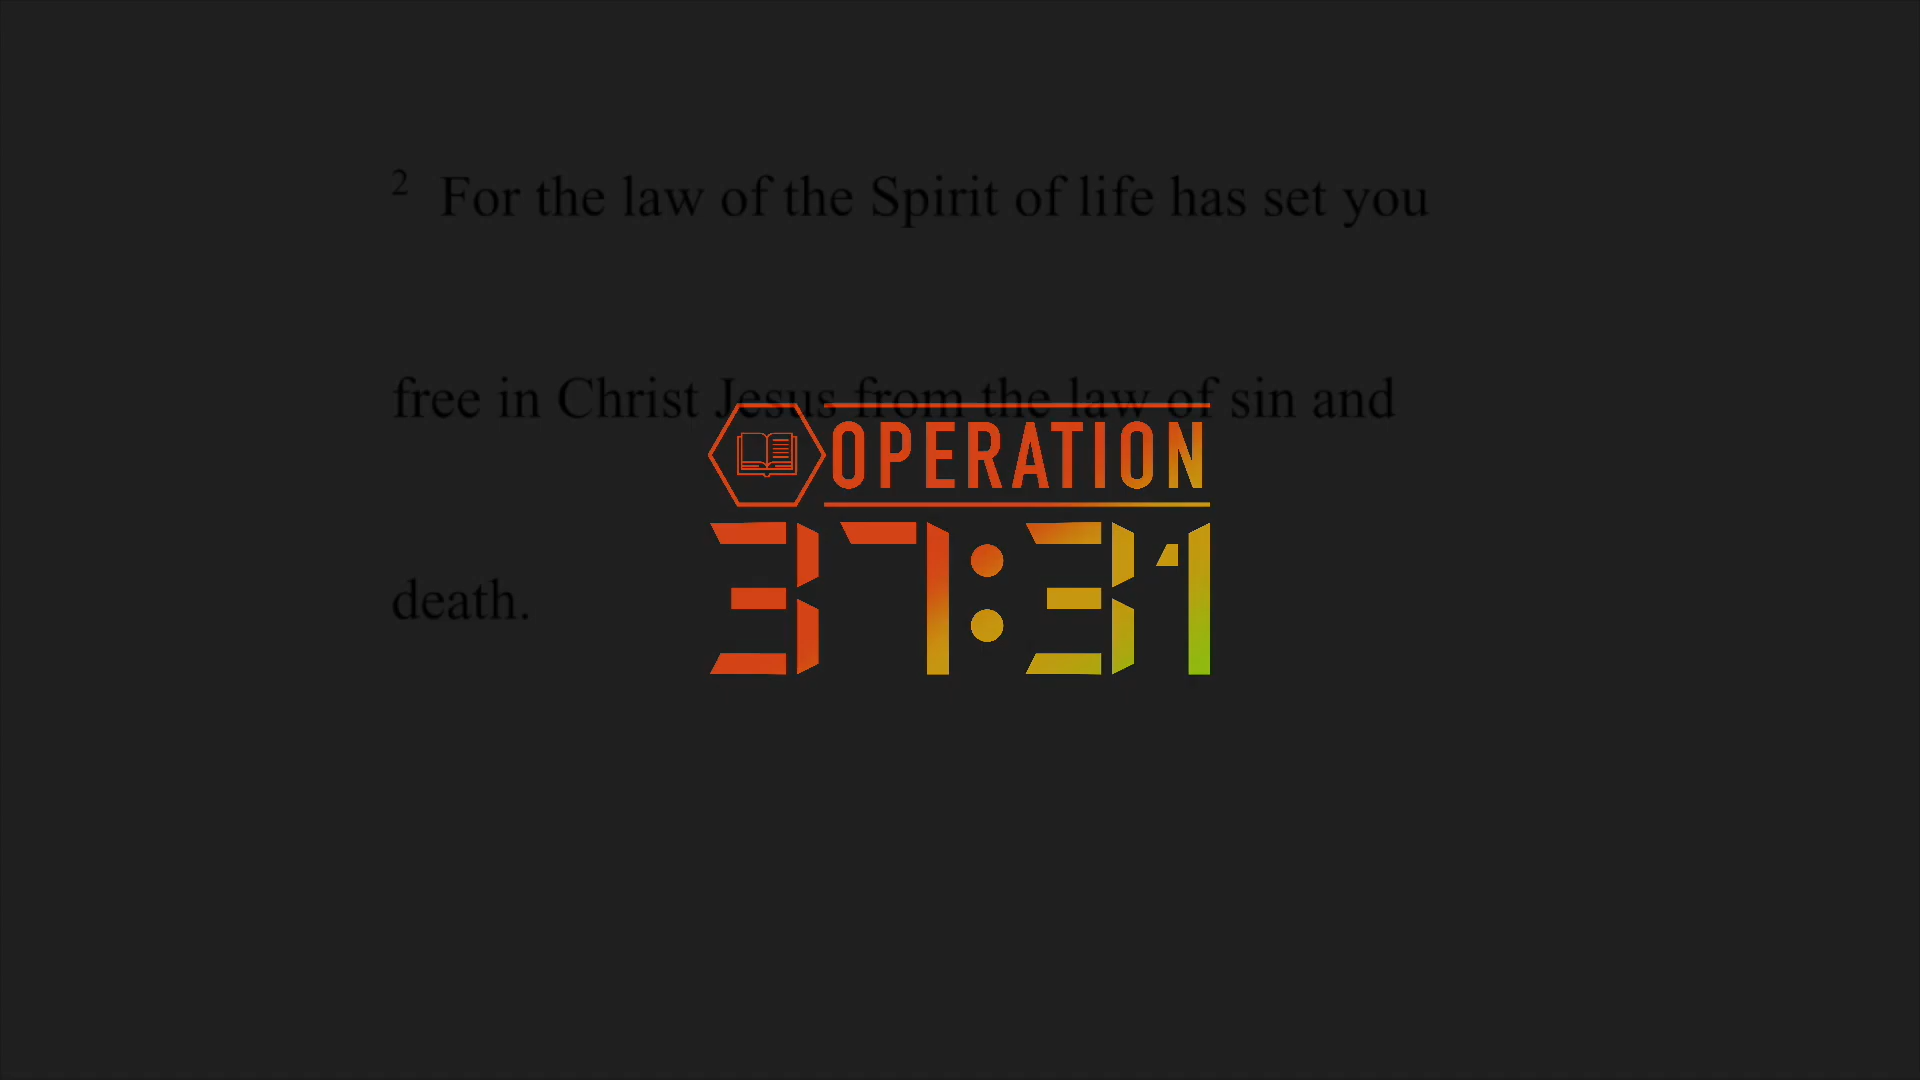 2 For the law of the Spirit of life has set you
free in Christ Jesus from the law of sin and
OPERATION
37:31
death.